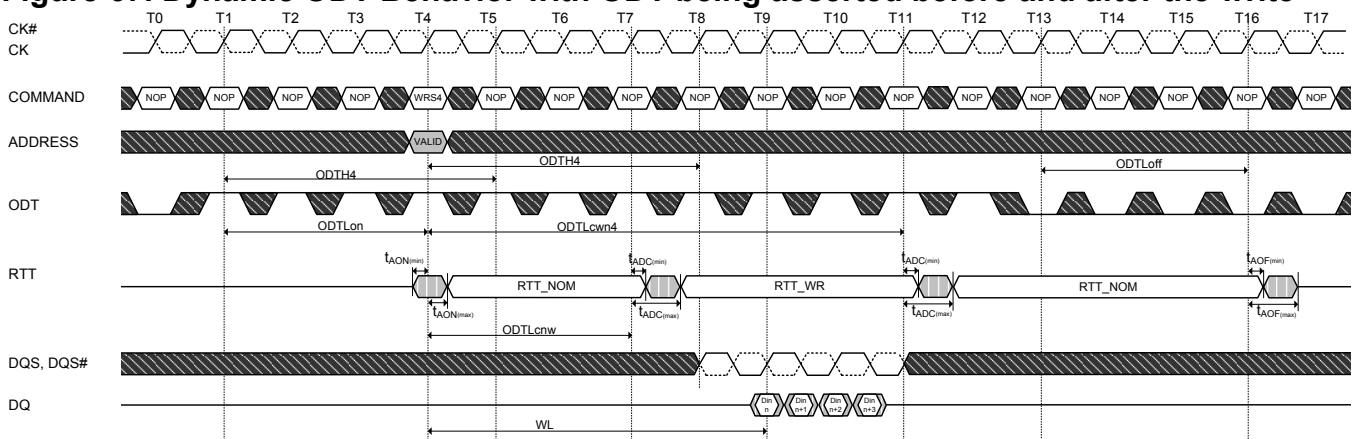 Figure 67. Dynamic ODT Behavior with ODT being asserted before and after the write
T0 T1 T2 T3 T4 T5 T6 T7 T8 T9 T10 T11 T12 T13 T14 T15 T16 T17
CK#
CK
COMMAND NOP NOP NOP NOP WRS4 NOP NOP NOP NOP NOP NOP NOP NOP NOP NOP NOP NOP NOP
ADDRESS VALID
ODTH4 ODTLoff
ODTH4
ODT
ODTLon ODTLcwn4
tAON(min) tADC(min) tADC(min) tAOF(min)
RTT RTT_NOM RTT_WR RTT_NOM
tAON(max) tADC(max) tADC(max) tAOF(max)
ODTLcnw
DQS, DQS#
DQ Din n Din n+1 Din n+2 Din n+3
WL